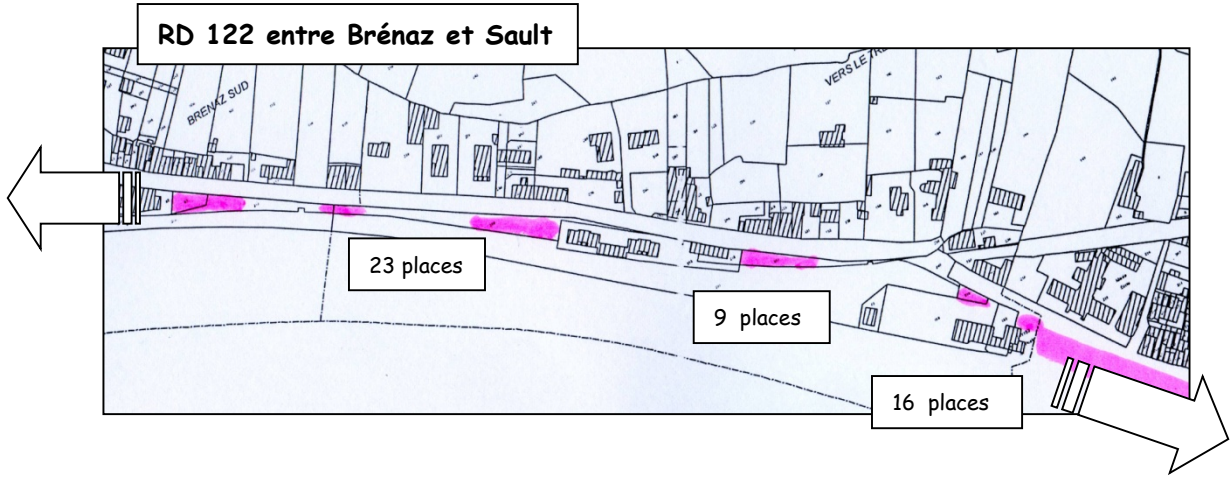 RD 122 entre Brénaz et Sault
BRENAZ SUD
VERS LE
23 places
9 places
16 places